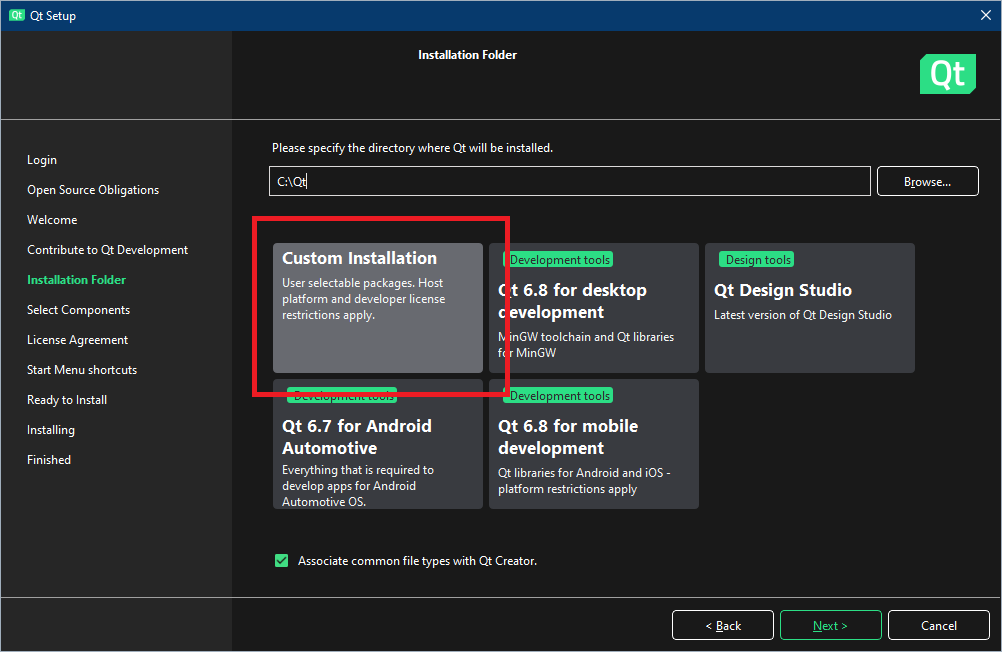 Qt Qt Setup
Installation Folder
Qt
Login
Open Source Obligations
Welcome
Contribute to Qt Development
Installation Folder
Select Components
License Agreement
Start Menu shortcuts
Ready to Install
Installing
Finished
Please specify the directory where Qt will be installed.
C:\Qt
Browse...
Custom Installation
User selectable packages. Host
platform and developer license
restrictions apply.
Development tools
Qt 6.8 for desktop
development
MinGW toolchain and Qt libraries
for MinGW
Design tools
Qt Design Studio
Latest version of Qt Design Studio
Development tools
Qt 6.7 for Android
Automotive
Everything that is required to
develop apps for Android
Automotive OS.
Development tools
Qt 6.8 for mobile
development
Qt libraries for Android and iOS -
platform restrictions apply
Associate common file types with Qt Creator.
< Back
Next >
Cancel